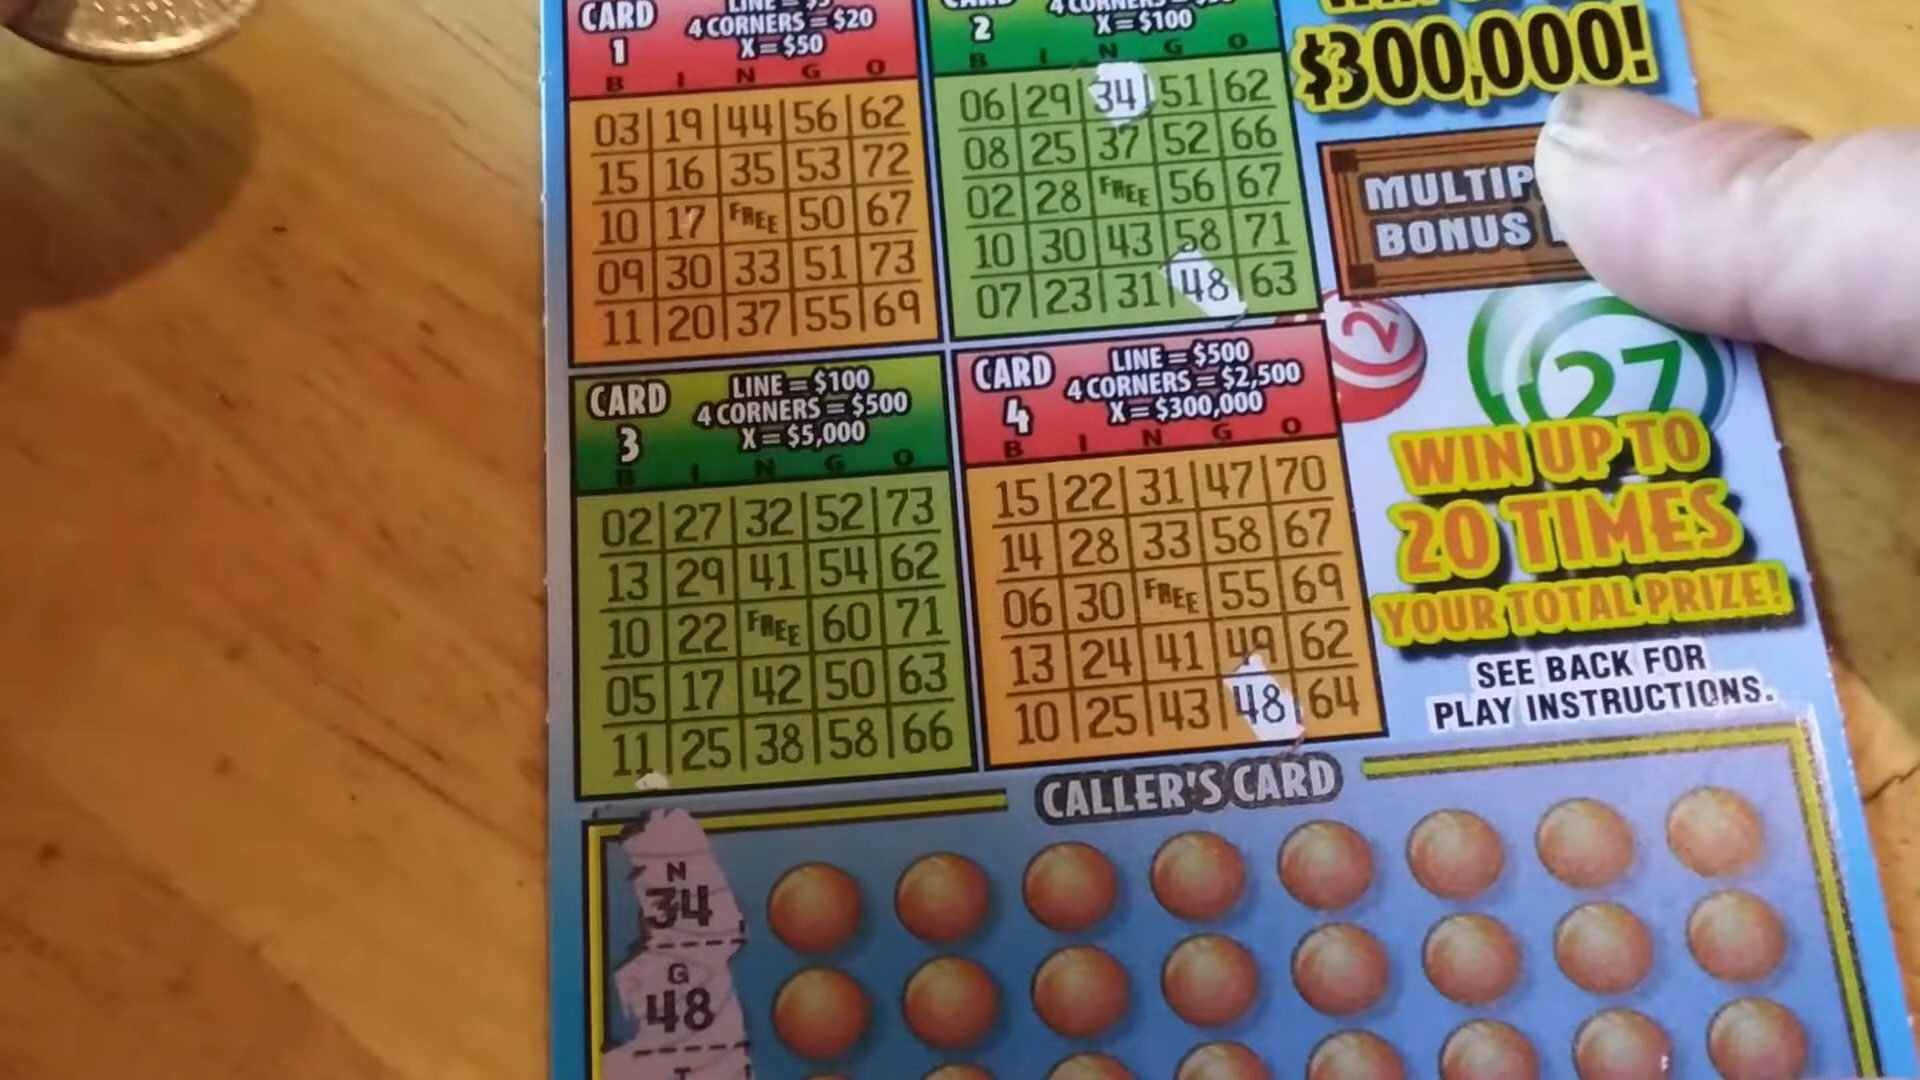 CARD 1
LINE = $5
4 CORNERS = $20
X = $50
B I N G O
03 19 44 56 62
15 16 35 53 72
10 17 FREE 50 67
09 30 33 51 73
11 20 37 55 69
CARD 2
4 CORNERS
X = $100
B I N G O
06 29 34 51 62
08 25 37 52 66
02 28 FREE 56 67
10 30 43 58 71
07 23 31 48 63
$300,000!
MULTIP
BONUS
2
27
CARD 3
LINE = $100
4 CORNERS = $500
X = $5,000
B I N G O
02 27 32 52 73
13 29 41 54 62
10 22 FREE 60 71
05 17 42 50 63
11 25 38 58 66
CARD 4
LINE = $500
4 CORNERS = $2,500
X = $300,000
B I N G O
15 22 31 47 70
14 28 33 58 67
06 30 FREE 55 69
13 24 41 49 62
10 25 43 48 64
WIN UP TO
20 TIMES
YOUR TOTAL PRIZE!
SEE BACK FOR
PLAY INSTRUCTIONS.
CALLER'S CARD
N
34
G
48